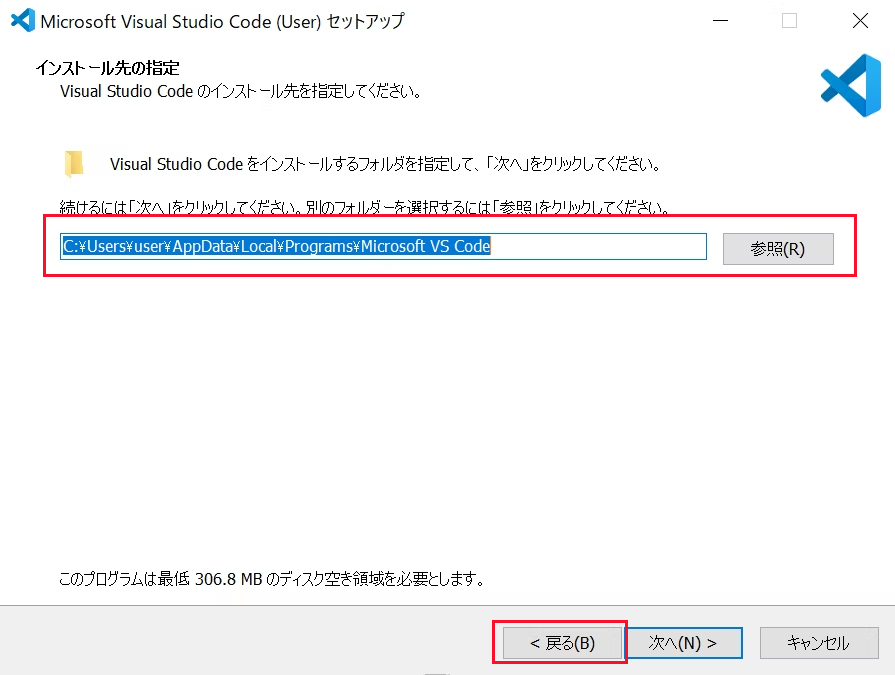 Microsoft Visual Studio Code (User) セットアップ
インストール先の指定
Visual Studio Code のインストール先を指定してください。
Visual Studio Code をインストールするフォルダを指定して、「次へ」をクリックしてください。
続けるには「次へ」をクリックしてください。別のフォルダーを選択するには「参照」をクリックしてください。
C:¥Users¥user¥AppData¥Local¥Programs¥Microsoft VS Code
参照(R)
このプログラムは最低 306.8 MB のディスク空き領域を必要とします。
< 戻る(B)
次へ(N) >
キャンセル